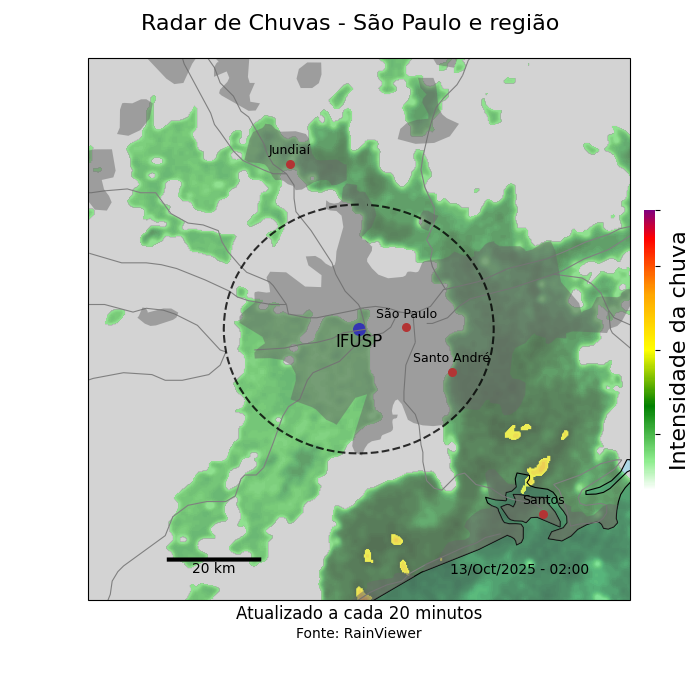 Radar de Chuvas - São Paulo e região
Jundiaí
São Paulo
IFUSP
Santo André
Santos
20 km
13/Oct/2025 - 02:00
Intensidade da chuva
Atualizado a cada 20 minutos
Fonte: RainViewer